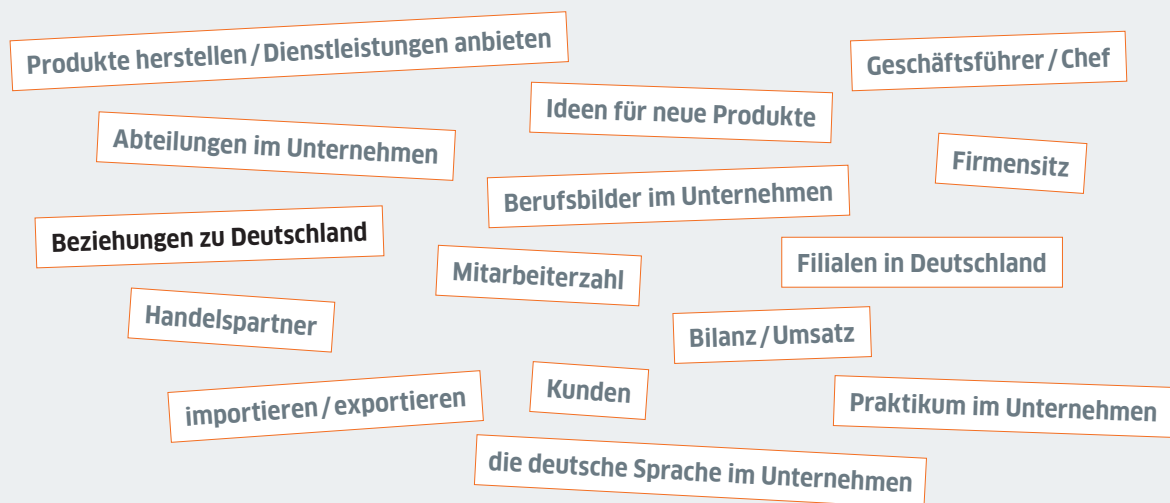 Produkte herstellen / Dienstleistungen anbieten
Geschäftsführer / Chef
Ideen für neue Produkte
Abteilungen im Unternehmen
Firmensitz
Berufsbilder im Unternehmen
Beziehungen zu Deutschland
Mitarbeiterzahl
Filialen in Deutschland
Handelspartner
Bilanz / Umsatz
importieren / exportieren
Kunden
Praktikum im Unternehmen
die deutsche Sprache im Unternehmen